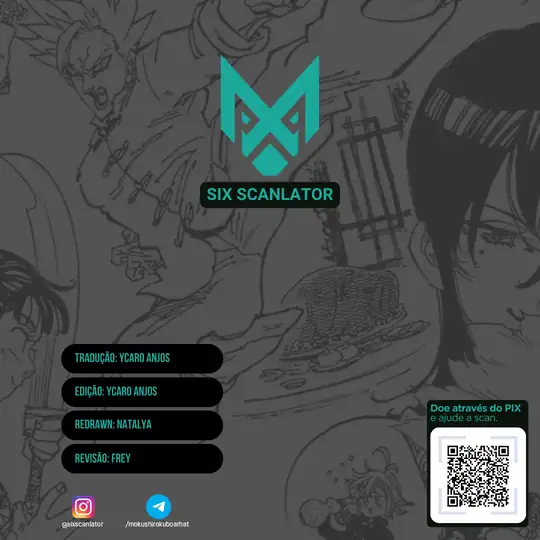 SIX SCANLATOR
TRADUÇÃO: YCARO ANJOS
EDIÇÃO: YCARO ANJOS
REDRAWN: NATALYA
REVISÃO: FREY
Doe através do PIX
e ajude a scan.
@sixscanlator
/mokushirokuboarhat